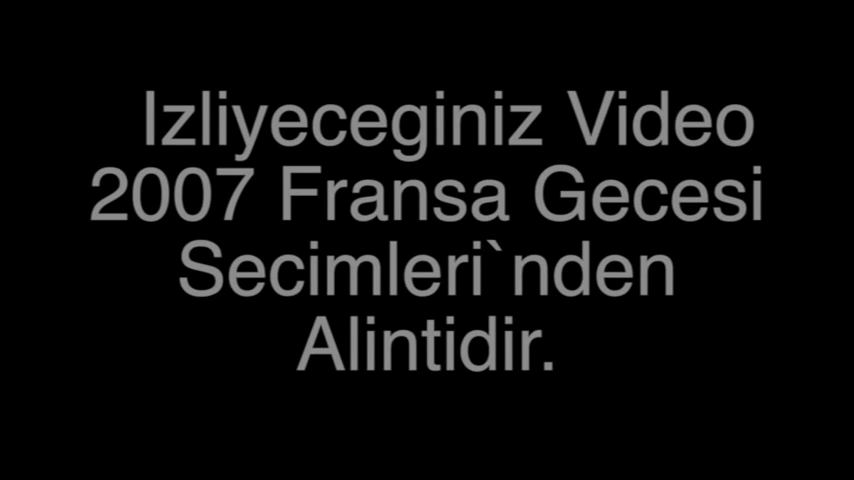 Izliyeceginiz Video
2007 Fransa Gecesi
Secimleri`nden
Alintidir.